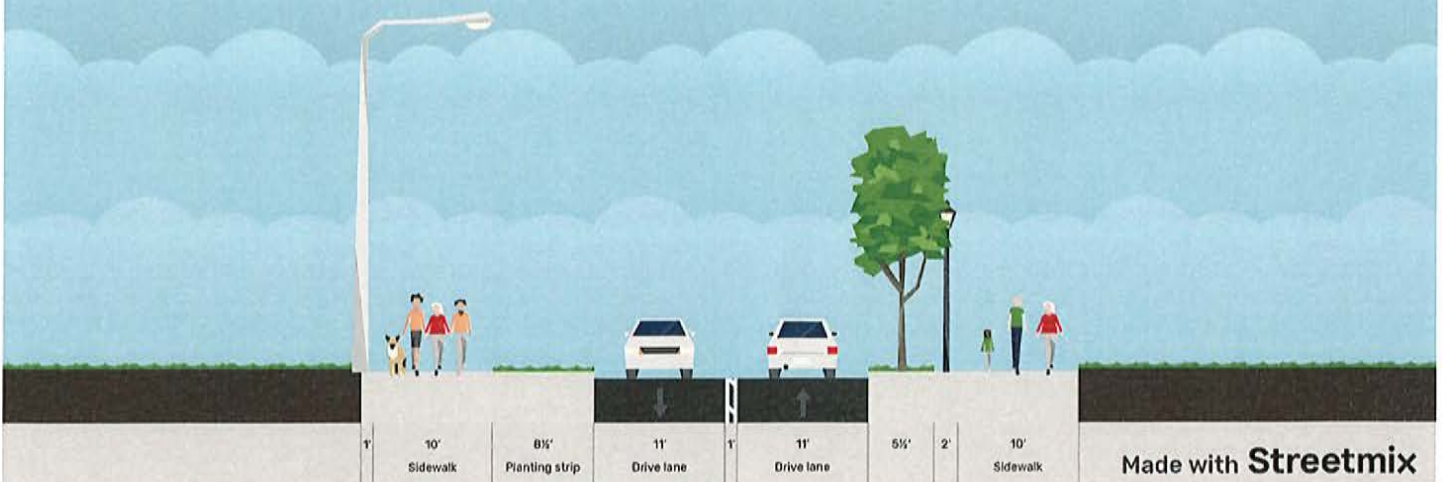 1' 10' 8½' 11' 1' 11' 5½' 2' 10'
Sidewalk Planting strip Drive lane Drive lane Sidewalk
Made with Streetmix